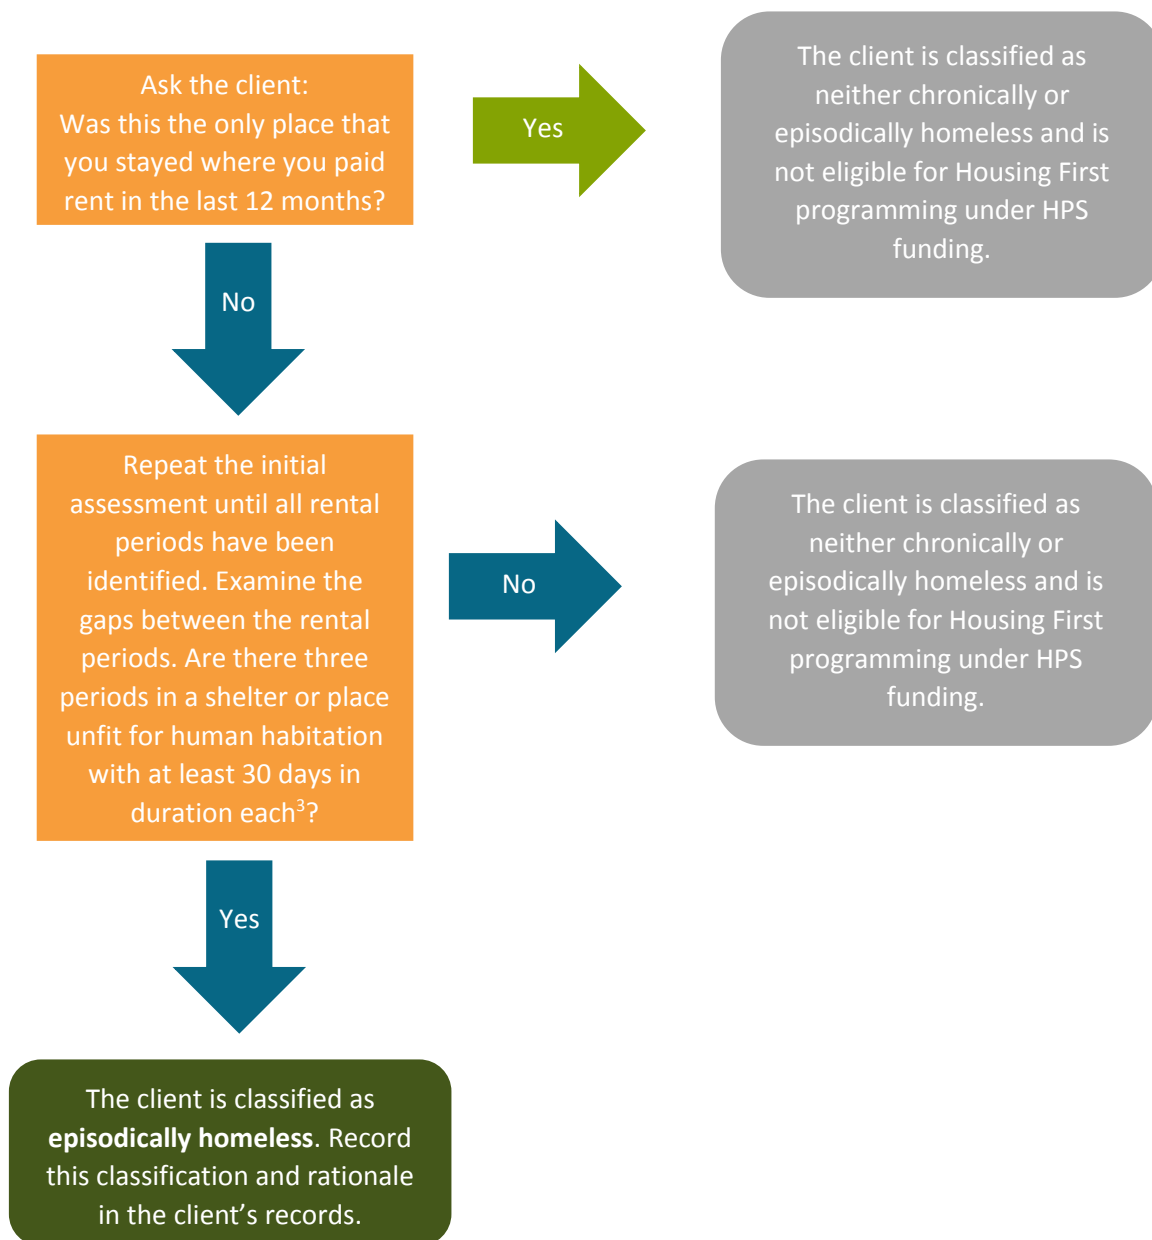 Ask the client:
Was this the only place that
you stayed where you paid
rent in the last 12 months?
Yes
The client is classified as
neither chronically or
episodically homeless and is
not eligible for Housing First
programming under HPS
funding.
No
Repeat the initial
assessment until all rental
periods have been
identified. Examine the
gaps between the rental
periods. Are there three
periods in a shelter or place
unfit for human habitation
with at least 30 days in
duration each³?
No
The client is classified as
neither chronically or
episodically homeless and is
not eligible for Housing First
programming under HPS
funding.
Yes
The client is classified as
episodically homeless. Record
this classification and rationale
in the client’s records.